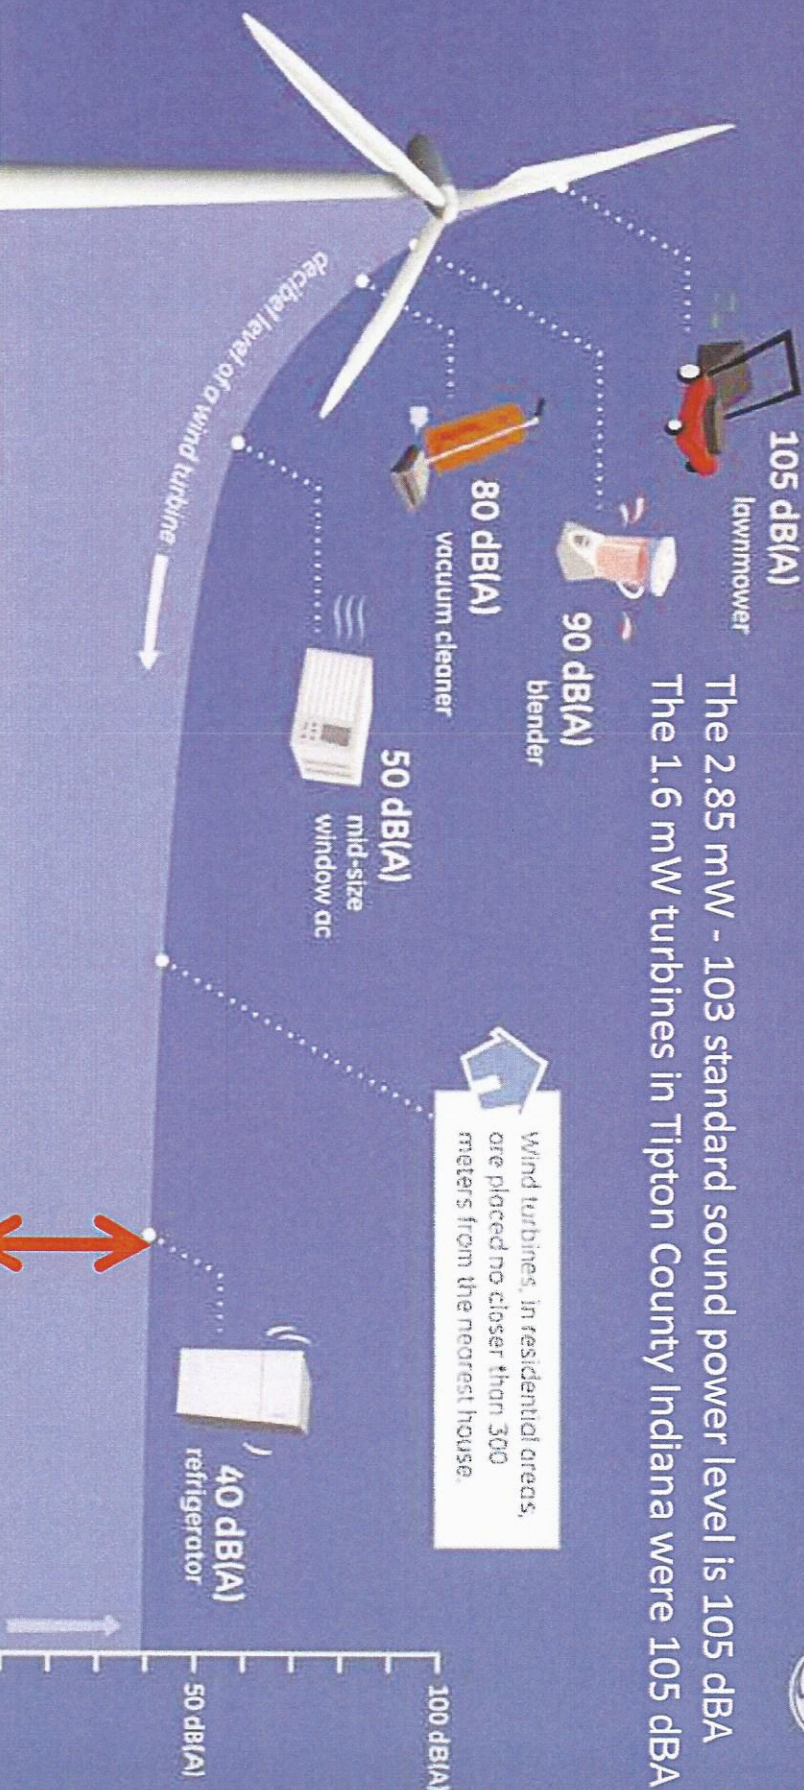 The 2.85 mW - 103 standard sound power level is 105 dBA
The 1.6 mW turbines in Tipton County Indiana were 105 dBA
105 dB(A)
lawnmower
90 dB(A)
blender
80 dB(A)
vacuum cleaner
50 dB(A)
mid-size
window ac
decibel level of a wind turbine
Wind turbines, in residential areas,
are placed no closer than 300
meters from the nearest house.
40 dB(A)
refrigerator
100 dB(A)
50 dB(A)